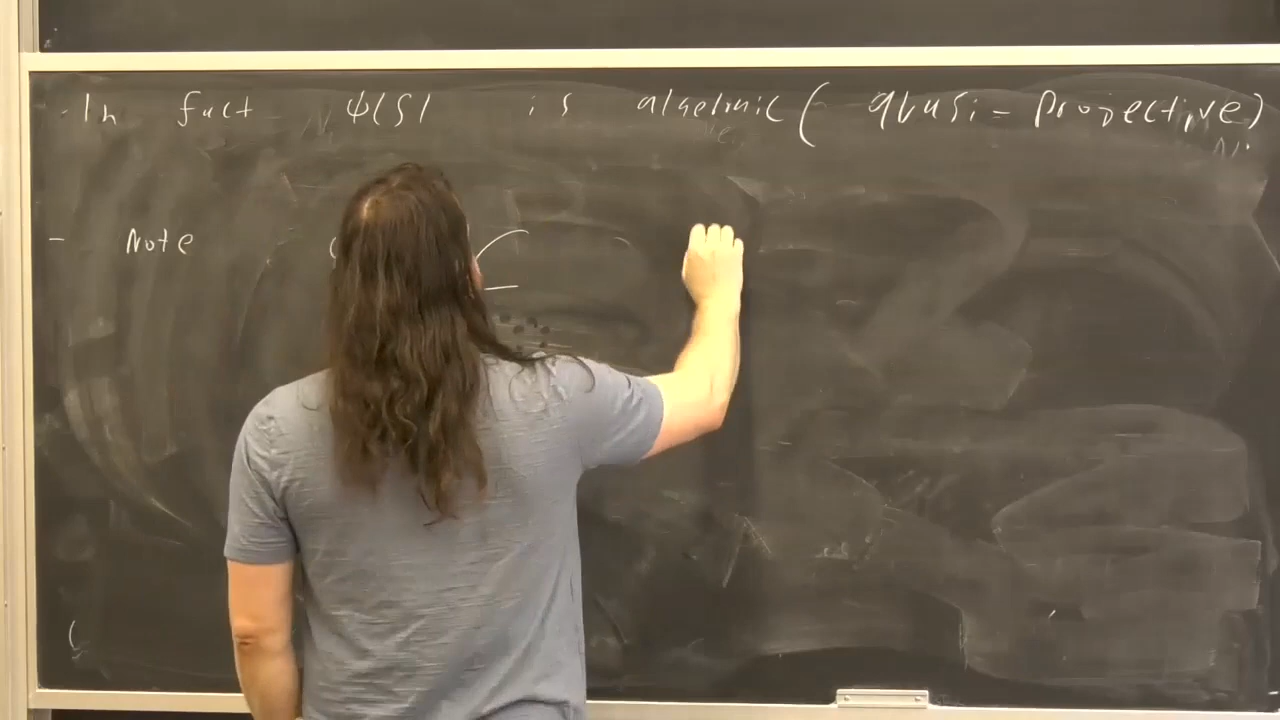 - In fact ψ(S) is algebraic (quasi-projective)
- Note